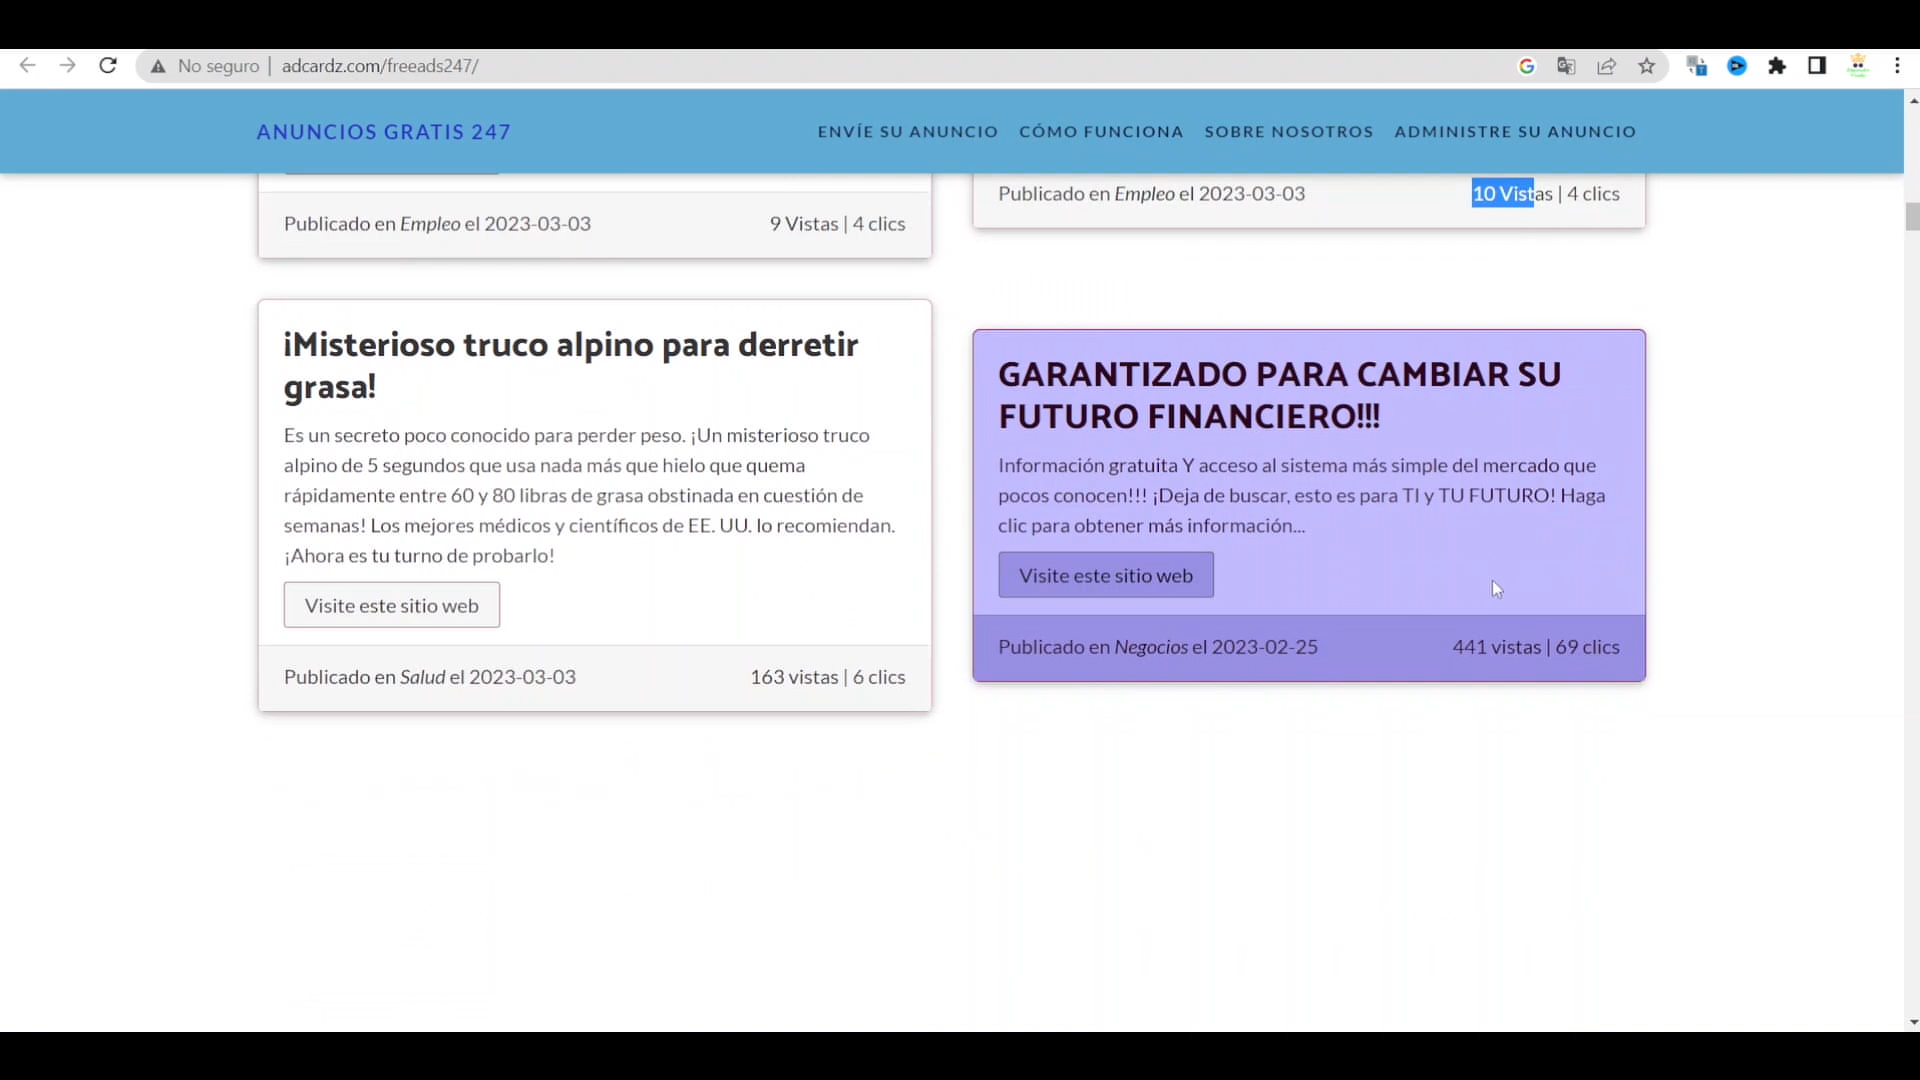 No seguro | adcardz.com/freeads247/
ANUNCIOS GRATIS 247
ENVÍE SU ANUNCIO
CÓMO FUNCIONA
SOBRE NOSOTROS
ADMINISTRE SU ANUNCIO
Publicado en Empleo el 2023-03-03
9 Vistas | 4 clics
Publicado en Empleo el 2023-03-03
10 Vistas | 4 clics
¡Misterioso truco alpino para derretir
grasa!
Es un secreto poco conocido para perder peso. ¡Un misterioso truco
alpino de 5 segundos que usa nada más que hielo que quema
rápidamente entre 60 y 80 libras de grasa obstinada en cuestión de
semanas! Los mejores médicos y científicos de EE. UU. lo recomiendan.
¡Ahora es tu turno de probarlo!
Visite este sitio web
Publicado en Salud el 2023-03-03
163 vistas | 6 clics
GARANTIZADO PARA CAMBIAR SU
FUTURO FINANCIERO!!!
Información gratuita Y acceso al sistema más simple del mercado que
pocos conocen!!! ¡Deja de buscar, esto es para TI y TU FUTURO! Haga
clic para obtener más información...
Visite este sitio web
Publicado en Negocios el 2023-02-25
441 vistas | 69 clics